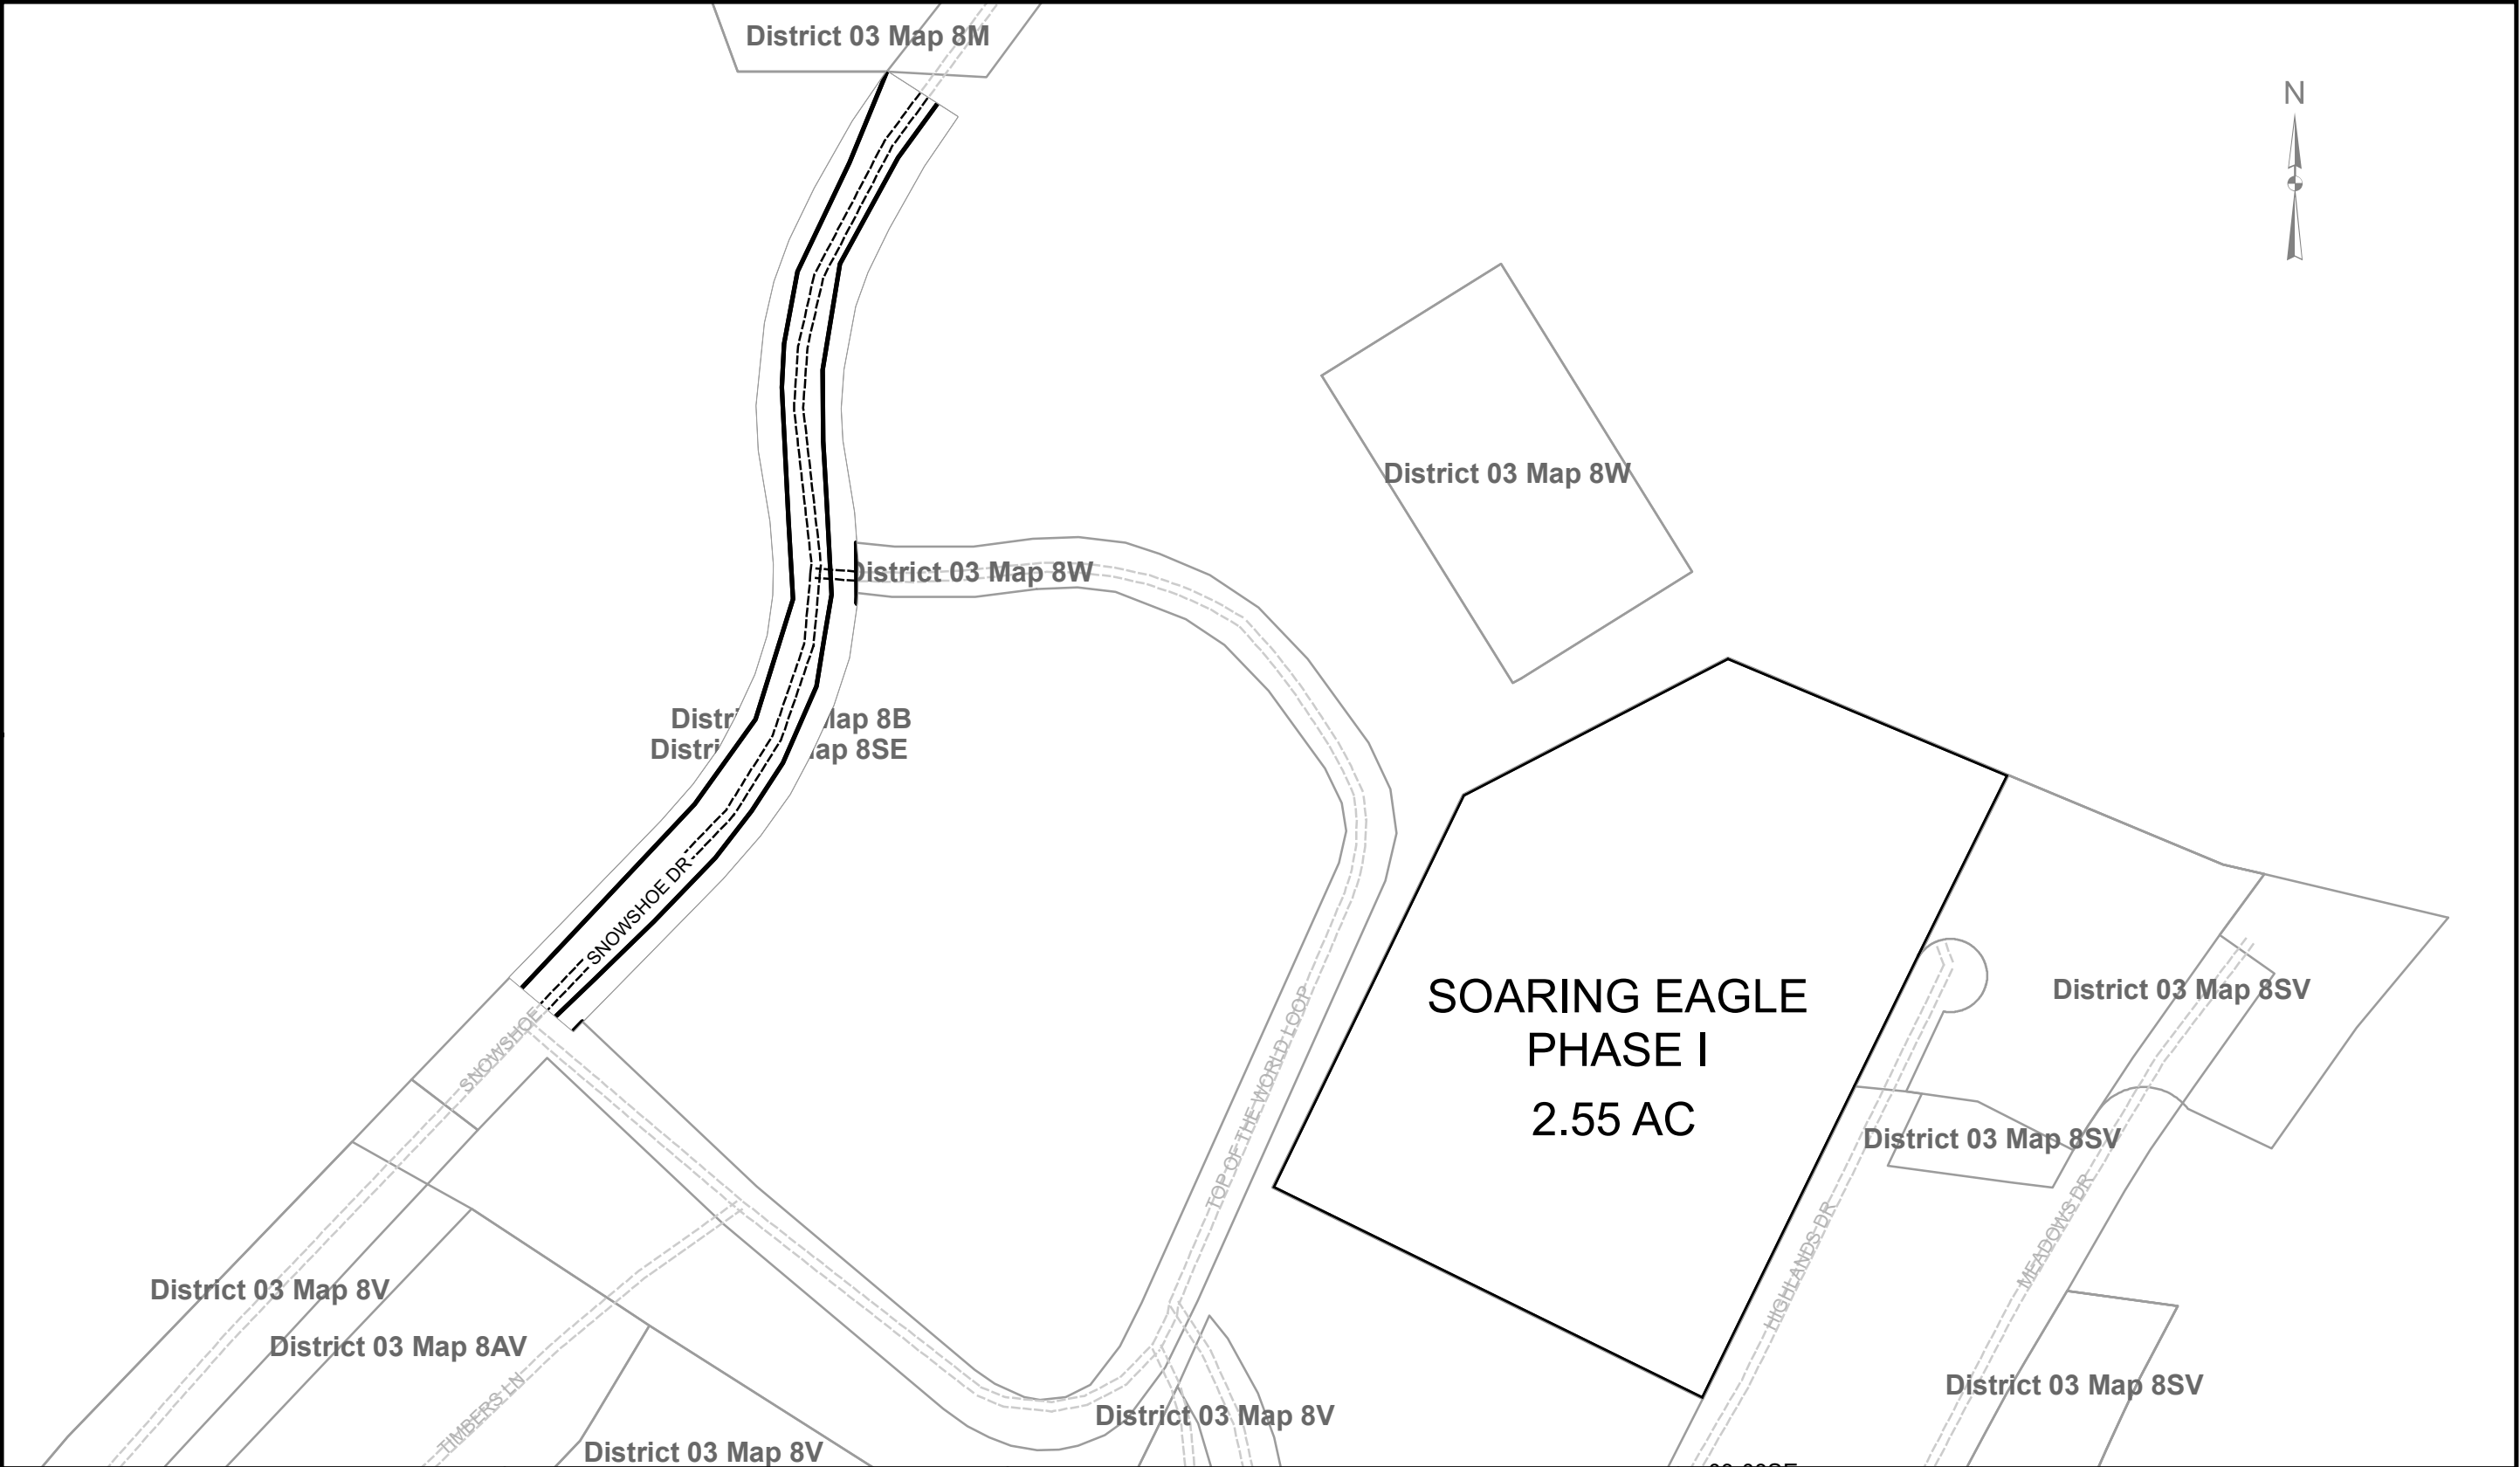 District 03 Map 8M
N
District 03 Map 8W
District 03 Map 8W
Map 8B
Map 8SE
SNOWSHOE DR
SNOWSHOE
SOARING EAGLE
PHASE I
2.55 AC
District 03 Map 8SV
District 03 Map 8SV
TOP OF THE WORLD LOOP
HIGHLANDS DR
MEADOWS DR
District 03 Map 8V
District 03 Map 8AV
TIMBERS LN
District 03 Map 8SV
District 03 Map 8V
District 03 Map 8V